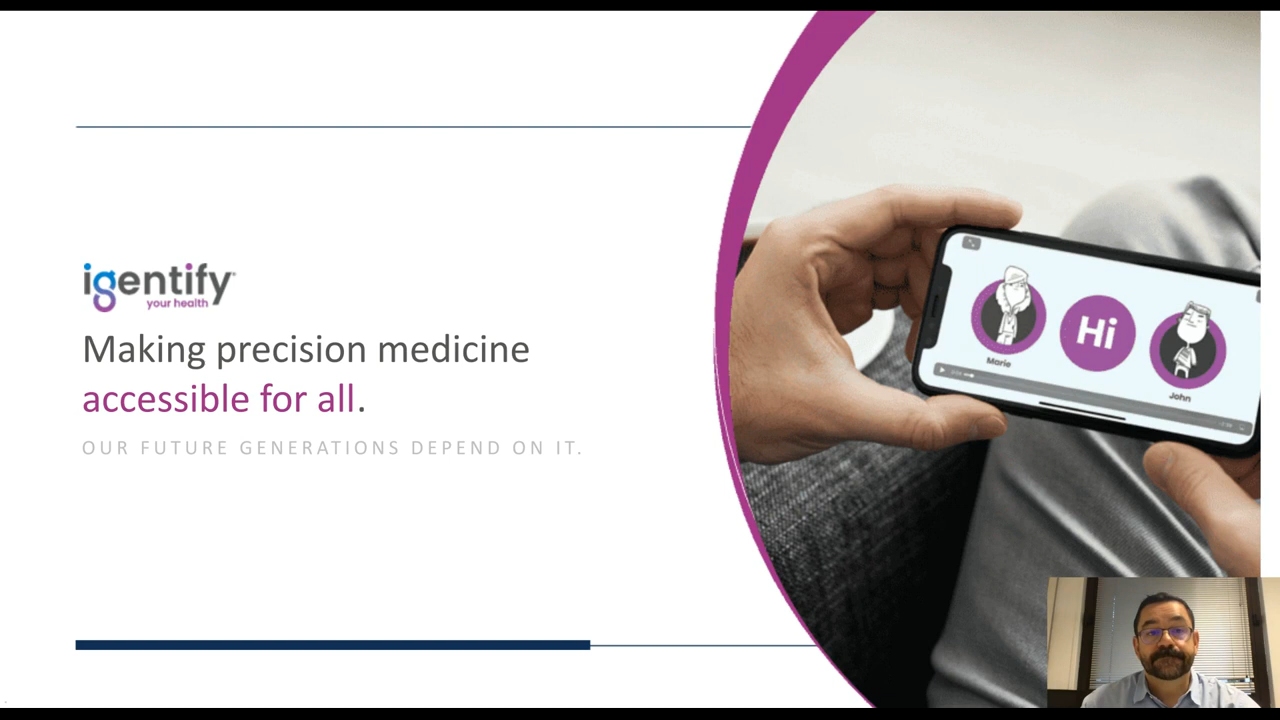 igentify
your health
Making precision medicine
accessible for all.
OUR FUTURE GENERATIONS DEPEND ON IT.
Hi
Marie
John